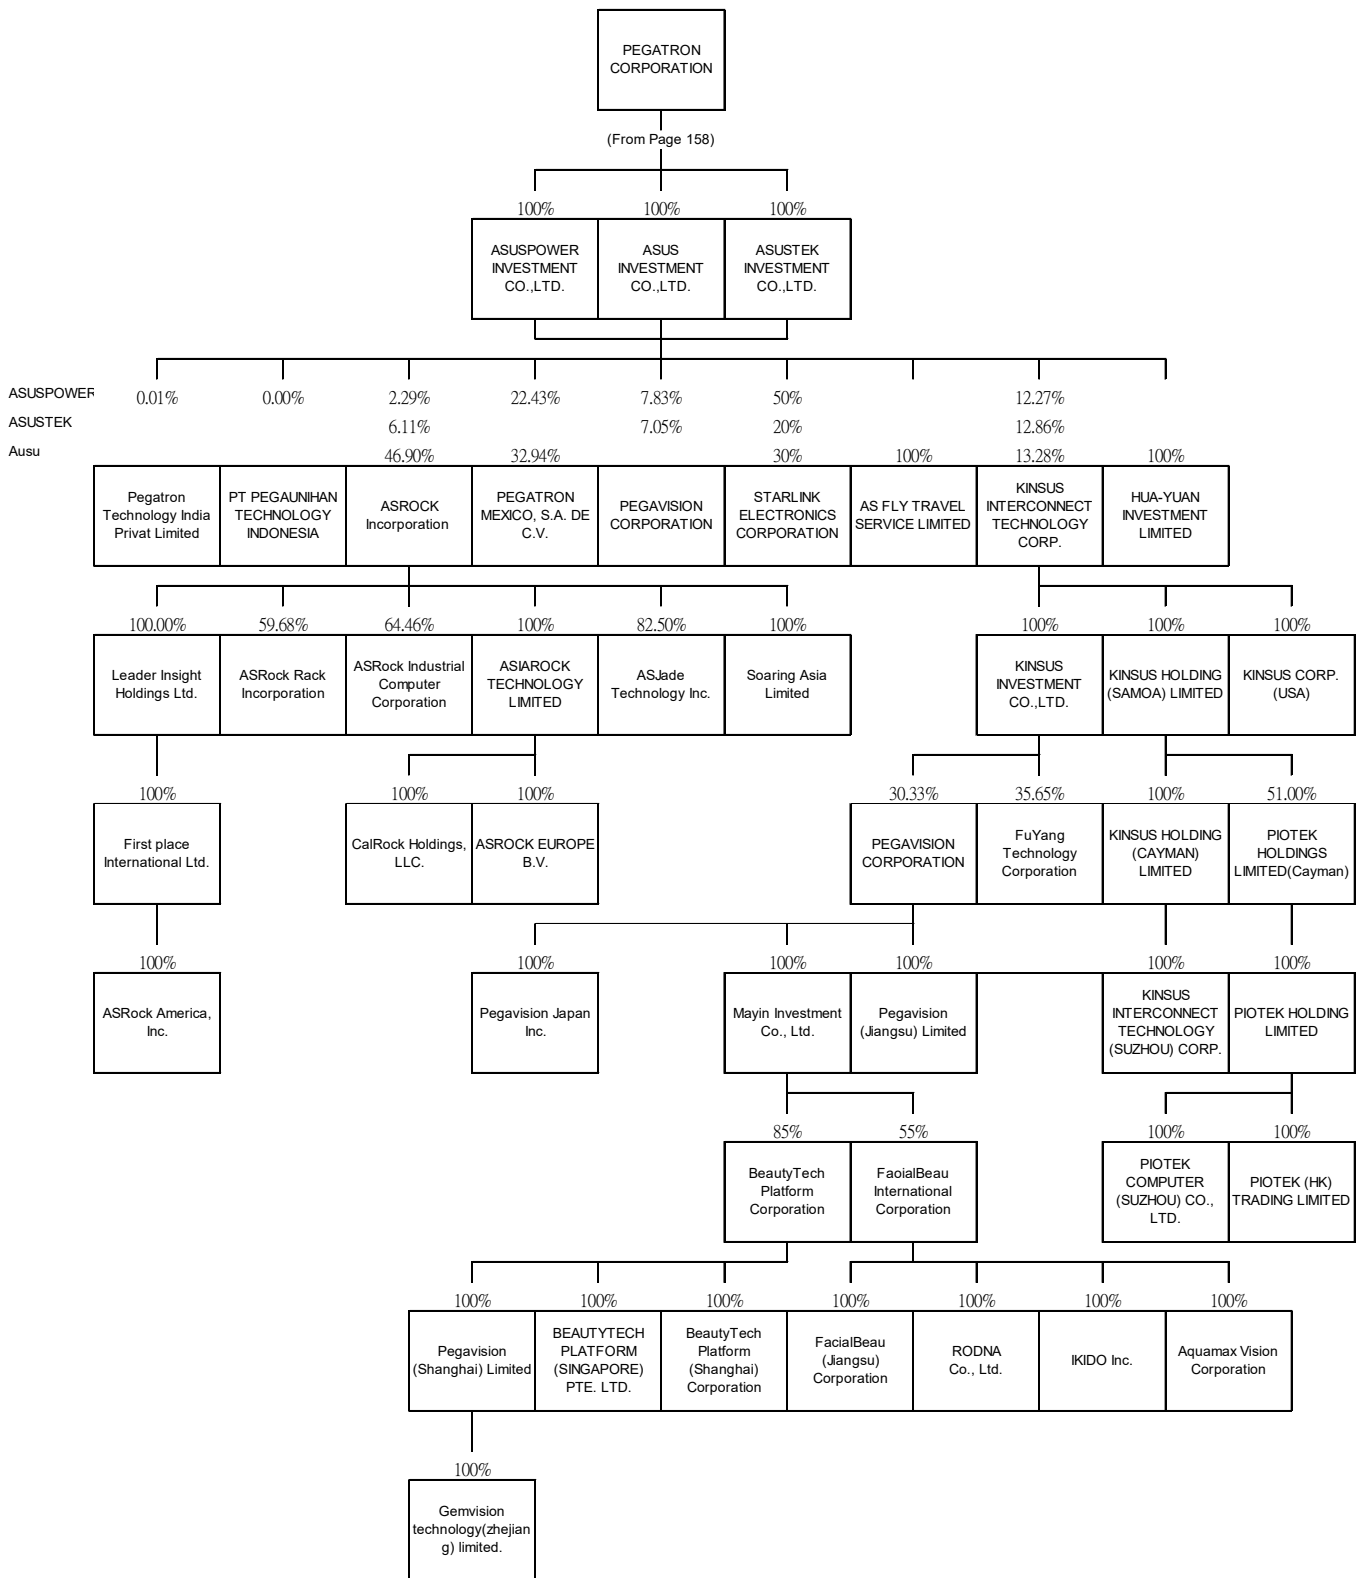 PEGATRON
CORPORATION
(From Page 158)
100% 100% 100%
ASUSPOWER
INVESTMENT
CO.,LTD.
ASUS
INVESTMENT
CO.,LTD.
ASUSTEK
INVESTMENT
CO.,LTD.
ASUSPOWER 0.01% 0.00% 2.29% 22.43% 7.83% 50% 12.27%
ASUSTEK 6.11% 7.05% 20% 12.86%
Ausu 46.90% 32.94% 30% 100% 13.28% 100%
Pegatron
Technology India
Privat Limited
PT PEGAUNIHAN
TECHNOLOGY
INDONESIA
ASROCK
Incorporation
PEGATRON
MEXICO, S.A. DE
C.V.
PEGAVISION
CORPORATION
STARLINK
ELECTRONICS
CORPORATION
AS FLY TRAVEL
SERVICE LIMITED
KINSUS
INTERCONNECT
TECHNOLOGY
CORP.
HUA-YUAN
INVESTMENT
LIMITED
100.00% 59.68% 64.46% 100% 82.50% 100% 100% 100% 100%
Leader Insight
Holdings Ltd.
ASRock Rack
Incorporation
ASRock Industrial
Computer
Corporation
ASIAROCK
TECHNOLOGY
LIMITED
ASJade
Technology Inc.
Soaring Asia
Limited
KINSUS
INVESTMENT
CO.,LTD.
KINSUS HOLDING
(SAMOA) LIMITED
KINSUS CORP.
(USA)
100% 100% 100% 30.33% 35.65% 100% 51.00%
First place
International Ltd.
CalRock Holdings,
LLC.
ASROCK EUROPE
B.V.
PEGAVISION
CORPORATION
FuYang
Technology
Corporation
KINSUS HOLDING
(CAYMAN)
LIMITED
PIOTEK
HOLDINGS
LIMITED(Cayman)
100% 100% 100% 100% 100% 100%
ASRock America,
Inc.
Pegavision Japan
Inc.
Mayin Investment
Co., Ltd.
Pegavision
(Jiangsu) Limited
KINSUS
INTERCONNECT
TECHNOLOGY
(SUZHOU) CORP.
PIOTEK HOLDING
LIMITED
85% 55% 100% 100%
BeautyTech
Platform
Corporation
FaoialBeau
International
Corporation
PIOTEK
COMPUTER
(SUZHOU) CO.,
LTD.
PIOTEK (HK)
TRADING LIMITED
100% 100% 100% 100% 100% 100% 100%
Pegavision
(Shanghai) Limited
BEAUTYTECH
PLATFORM
(SINGAPORE)
PTE. LTD.
BeautyTech
Platform
(Shanghai)
Corporation
FacialBeau
(Jiangsu)
Corporation
RODNA
Co., Ltd.
IKIDO Inc.
Aquamax Vision
Corporation
100%
Gemvision
technology(zhejian
g) limited.